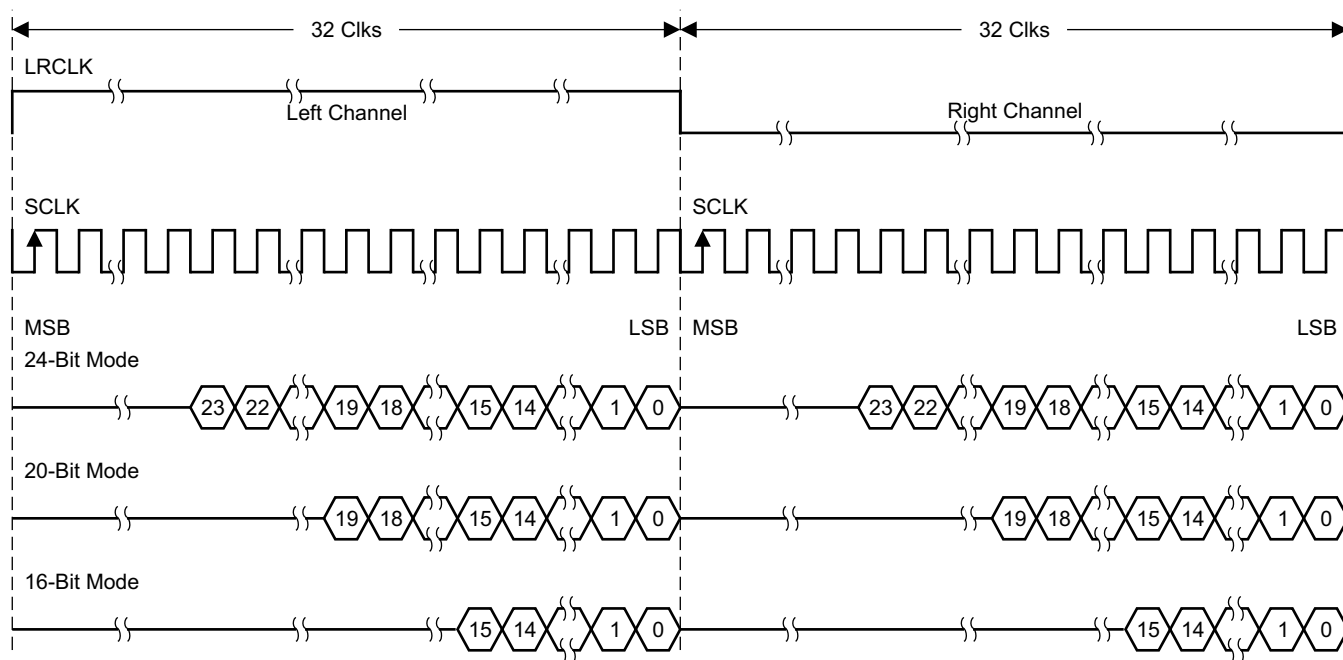 32 Clks 32 Clks
LRCLK
Left Channel Right Channel
SCLK SCLK
MSB LSB MSB LSB
24-Bit Mode
23 22 19 18 15 14 1 0 23 22 19 18 15 14 1 0
20-Bit Mode
19 18 15 14 1 0 19 18 15 14 1 0
16-Bit Mode
15 14 1 0 15 14 1 0